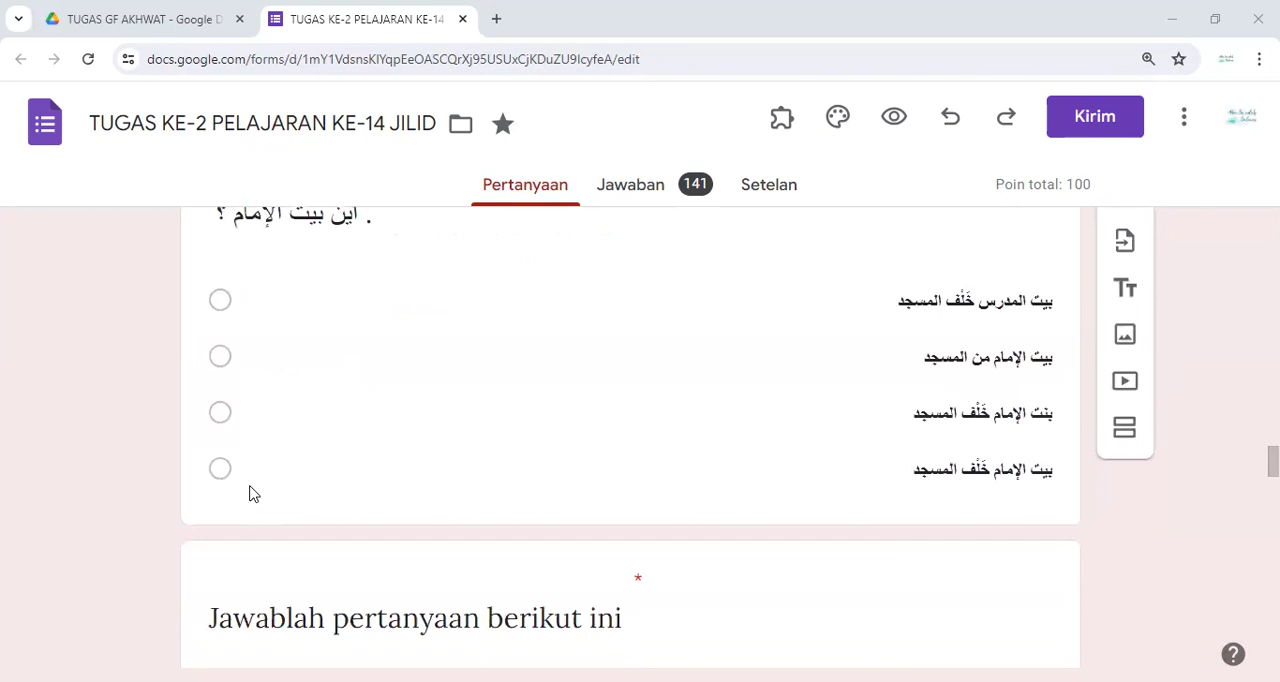 TUGAS GF AKHWAT - Google D
TUGAS KE-2 PELAJARAN KE-14
docs.google.com/forms/d/1mY1VdsnsKlYqpEeOASCQrXj95USUxCjKDuZU9IcyfeA/edit
TUGAS KE-2 PELAJARAN KE-14 JILID
Kirim
Pertanyaan
Jawaban 141
Setelan
Poin total: 100
. أين بيت الإمام ؟
بيت المدرس خَلْف المسجد
بيت الإمام من المسجد
بنت الإمام خَلْف المسجد
بيت الإمام خَلْف المسجد
*
Jawablah pertanyaan berikut ini